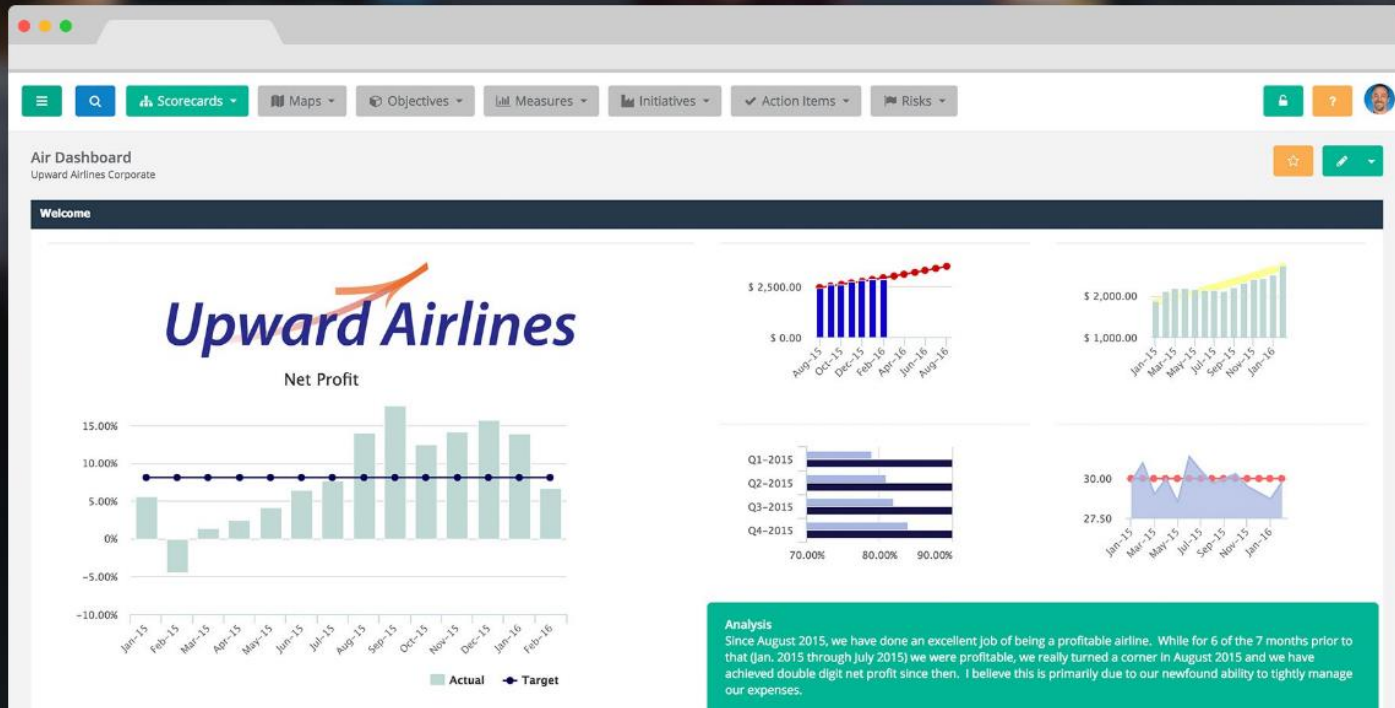 Scorecards
Maps
Objectives
Measures
Initiatives
Action Items
Risks
?
Air Dashboard
Upward Airlines Corporate
Welcome
Upward Airlines
Net Profit
15.00%
10.00%
5.00%
0%
-5.00%
-10.00%
Jan-15
Feb-15
Mar-15
Apr-15
May-15
Jun-15
Jul-15
Aug-15
Sep-15
Oct-15
Nov-15
Dec-15
Jan-16
Feb-16
Actual
Target
$ 2,500.00
$ 0.00
Aug-15
Oct-15
Dec-15
Feb-16
Apr-16
Jun-16
Aug-16
$ 2,000.00
$ 1,000.00
Jan-15
Mar-15
May-15
Jul-15
Sep-15
Nov-15
Jan-16
Q1-2015
Q2-2015
Q3-2015
Q4-2015
70.00%
80.00%
90.00%
30.00
27.50
Jan-15
Mar-15
May-15
Jul-15
Sep-15
Nov-15
Jan-16
Analysis
Since August 2015, we have done an excellent job of being a profitable airline. While for 6 of the 7 months prior to
that (Jan. 2015 through July 2015) we were profitable, we really turned a corner in August 2015 and we have
achieved double digit net profit since then. I believe this is primarily due to our newfound ability to tightly manage
our expenses.